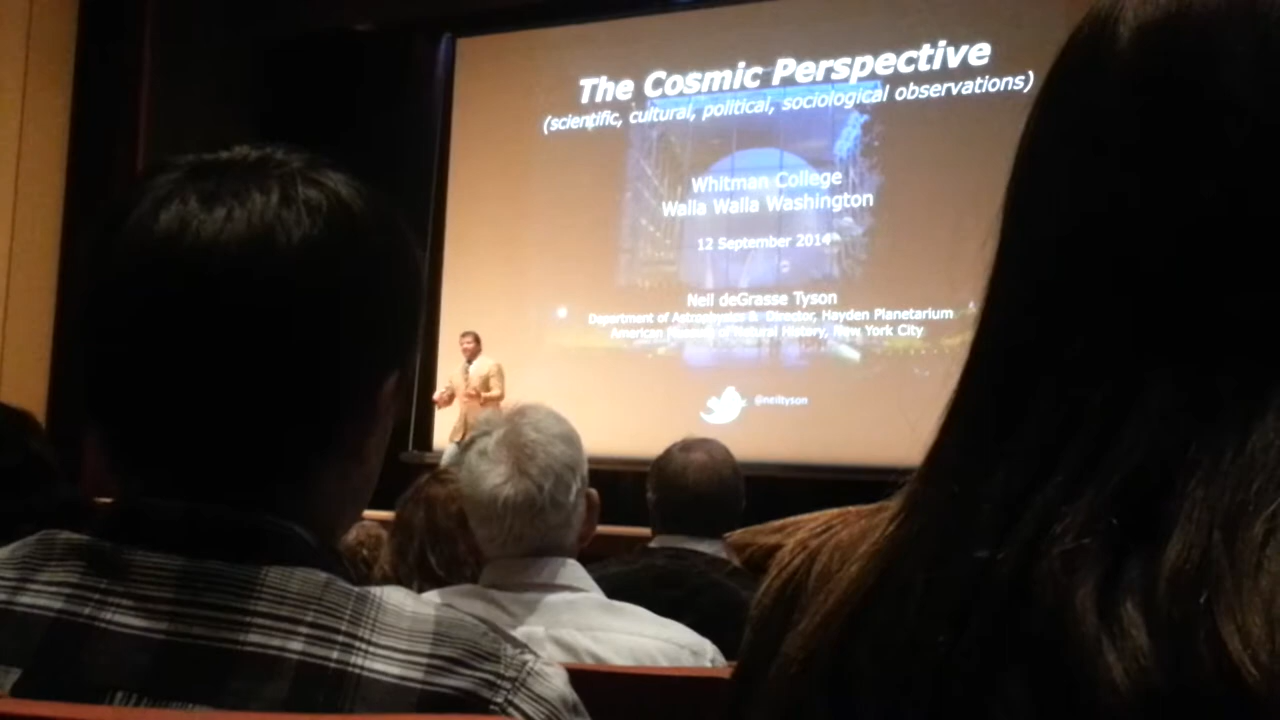 The Cosmic Perspective
(scientific, cultural, political, sociological observations)
Whitman College
Walla Walla Washington
12 September 2014
Neil deGrasse Tyson
Department of Astrophysics & Director, Hayden Planetarium
American Museum of Natural History, New York City
@neiltyson